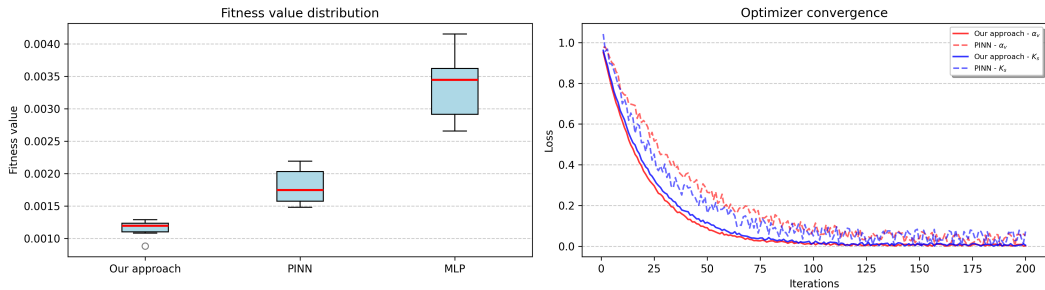 Fitness value distribution
Fitness value
0.0040
0.0035
0.0030
0.0025
0.0020
0.0015
0.0010
Our approach
PINN
MLP
Optimizer convergence
Loss
1.0
0.8
0.6
0.4
0.2
0.0
Our approach - αᵥ
PINN - αᵥ
Our approach - Kₛ
PINN - Kₛ
0 25 50 75 100 125 150 175 200
Iterations